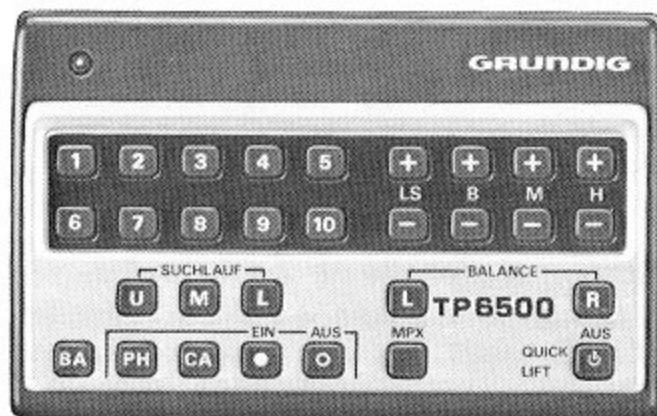 GRUNDIG
1 2 3 4 5 + + + +
LS B M H
6 7 8 9 10 - - - -
SUCHLAUF BALANCE
U M L L TP6500 R
EIN AUS MPX AUS
BA PH CA QUICK
LIFT